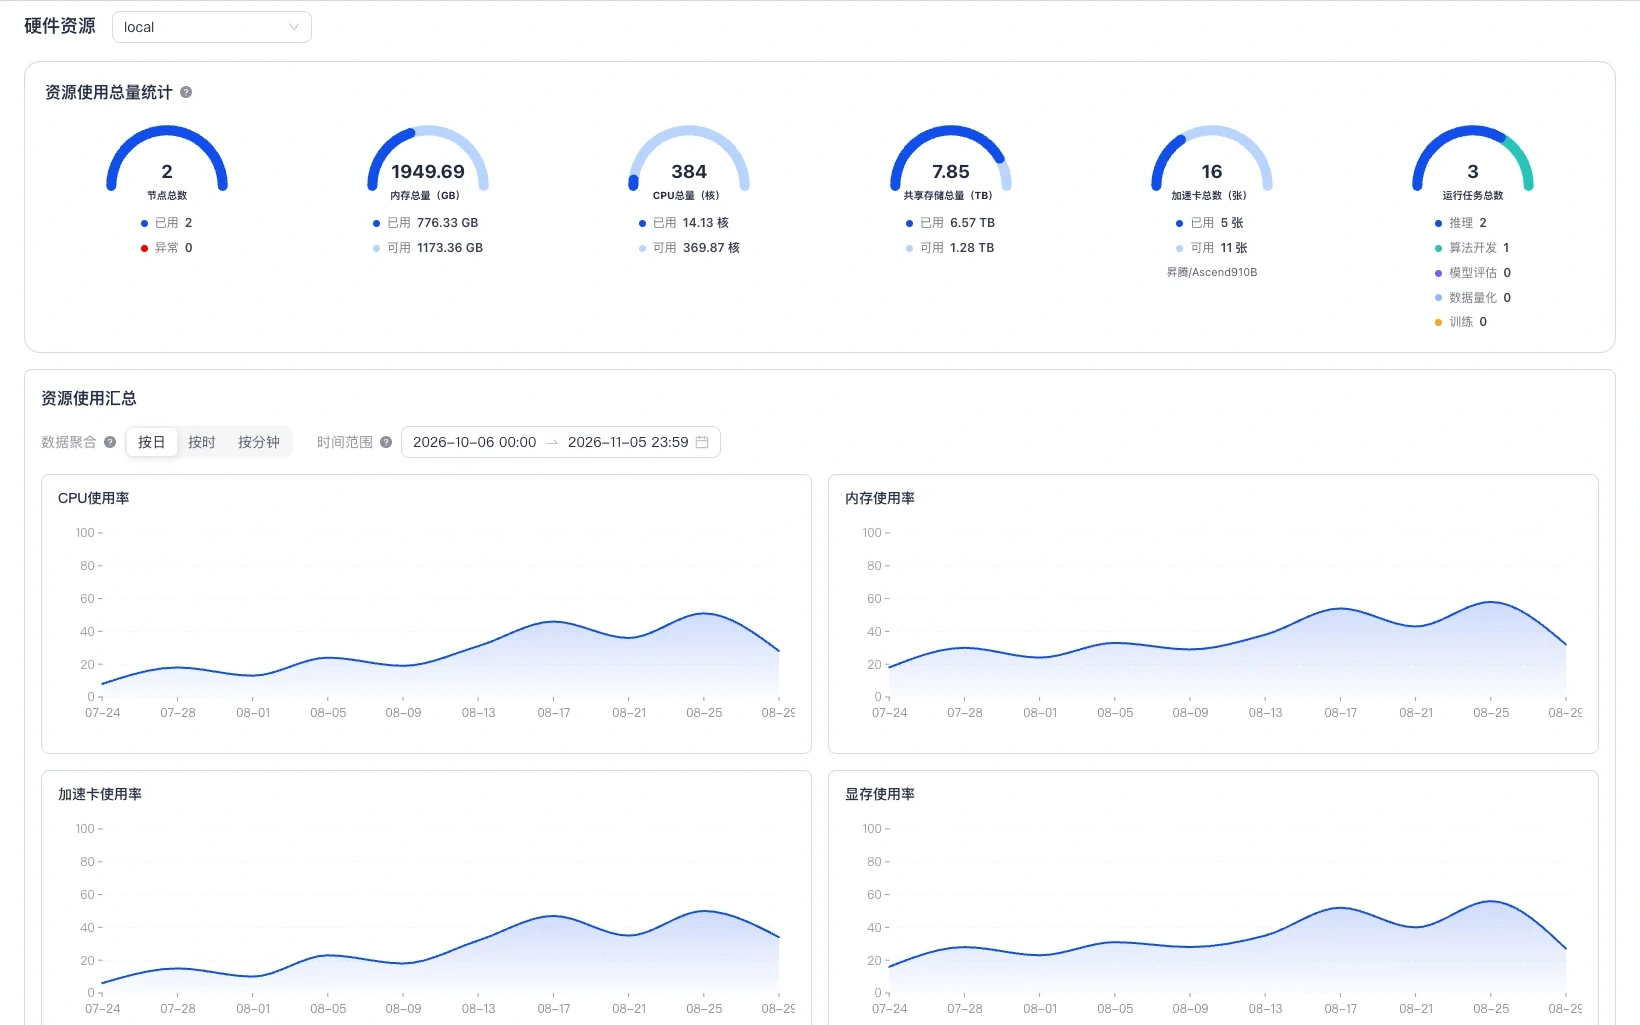 硬件资源 local
资源使用总量统计
2
节点总数
已用 2
异常 0
1949.69
内存总量（GB）
已用 776.33 GB
可用 1173.36 GB
384
CPU总量（核）
已用 14.13 核
可用 369.87 核
7.85
共享存储总量（TB）
已用 6.57 TB
可用 1.28 TB
16
加速卡总数（张）
已用 5 张
可用 11 张
昇腾/Ascend910B
3
运行任务总数
推理 2
算法开发 1
模型评估 0
数据量化 0
训练 0
资源使用汇总
数据聚合 按日 按时 按分钟 时间范围 2026-10-06 00:00 → 2026-11-05 23:59
CPU使用率
100
80
60
40
20
0
07-24 07-28 08-01 08-05 08-09 08-13 08-17 08-21 08-25 08-29
内存使用率
100
80
60
40
20
0
07-24 07-28 08-01 08-05 08-09 08-13 08-17 08-21 08-25 08-29
加速卡使用率
100
80
60
40
20
0
07-24 07-28 08-01 08-05 08-09 08-13 08-17 08-21 08-25 08-29
显存使用率
100
80
60
40
20
0
07-24 07-28 08-01 08-05 08-09 08-13 08-17 08-21 08-25 08-29